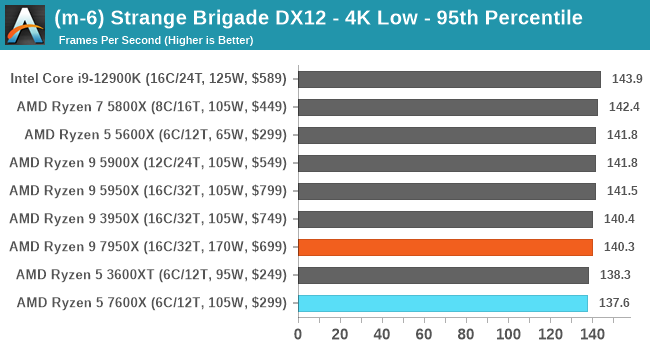 (m-6) Strange Brigade DX12 - 4K Low - 95th Percentile
Frames Per Second (Higher is Better)
Intel Core i9-12900K (16C/24T, 125W, $589) 143.9
AMD Ryzen 7 5800X (8C/16T, 105W, $449) 142.4
AMD Ryzen 5 5600X (6C/12T, 65W, $299) 141.8
AMD Ryzen 9 5900X (12C/24T, 105W, $549) 141.8
AMD Ryzen 9 5950X (16C/32T, 105W, $799) 141.5
AMD Ryzen 9 3950X (16C/32T, 105W, $749) 140.4
AMD Ryzen 9 7950X (16C/32T, 170W, $699) 140.3
AMD Ryzen 5 3600XT (6C/12T, 95W, $249) 138.3
AMD Ryzen 5 7600X (6C/12T, 105W, $299) 137.6
0 20 40 60 80 100 120 140